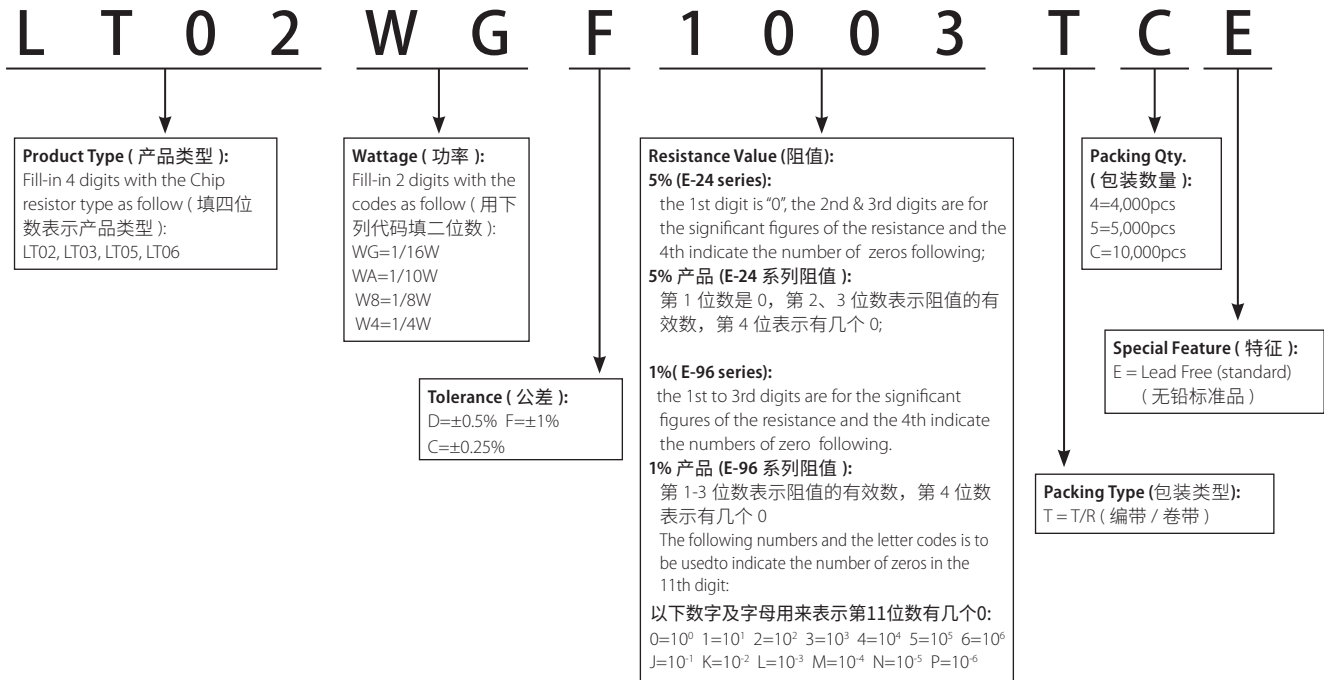 L T 0 2 W G F 1 0 0 3 T C E
Product Type ( 产品类型 ):
Fill-in 4 digits with the Chip
resistor type as follow ( 填四位
数表示产品类型 ):
LT02, LT03, LT05, LT06
Wattage ( 功率 ):
Fill-in 2 digits with the
codes as follow ( 用下
列代码填二位数 ):
WG=1/16W
WA=1/10W
W8=1/8W
W4=1/4W
Tolerance ( 公差 ):
D=±0.5% F=±1%
C=±0.25%
Resistance Value (阻值):
5% (E-24 series):
the 1st digit is “0”, the 2nd & 3rd digits are for
the significant figures of the resistance and the
4th indicate the number of zeros following;
5% 产品 (E-24 系列阻值 ):
第 1 位数是 0，第 2、3 位数表示阻值的有
效数，第 4 位表示有几个 0;
1%( E-96 series):
the 1st to 3rd digits are for the significant
figures of the resistance and the 4th indicate
the numbers of zero following.
1% 产品 (E-96 系列阻值 ):
第 1-3 位数表示阻值的有效数，第 4 位数
表示有几个 0
The following numbers and the letter codes is to
be usedto indicate the number of zeros in the
11th digit:
以下数字及字母用来表示第11位数有几个0:
0=10⁰ 1=10¹ 2=10² 3=10³ 4=10⁴ 5=10⁵ 6=10⁶
J=10⁻¹ K=10⁻² L=10⁻³ M=10⁻⁴ N=10⁻⁵ P=10⁻⁶
Packing Qty.
( 包装数量 ):
4=4,000pcs
5=5,000pcs
C=10,000pcs
Special Feature ( 特征 ):
E = Lead Free (standard)
( 无铅标准品 )
Packing Type (包装类型):
T = T/R ( 编带 / 卷带 )